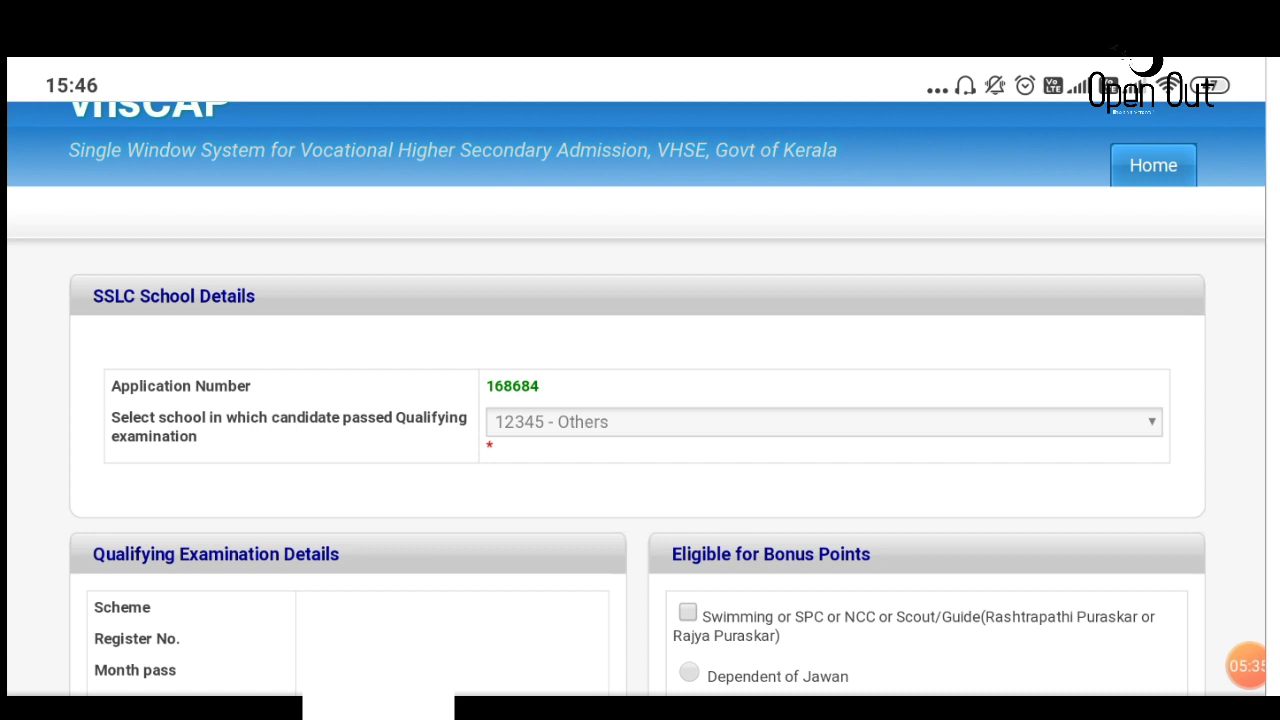 15:46
Open Out
vhsCAP
Single Window System for Vocational Higher Secondary Admission, VHSE, Govt of Kerala
Home
SSLC School Details
Application Number
168684
Select school in which candidate passed Qualifying
examination
12345 - Others
*
Qualifying Examination Details
Eligible for Bonus Points
Scheme
Register No.
Month pass
Swimming or SPC or NCC or Scout/Guide(Rashtrapathi Puraskar or
Rajya Puraskar)
Dependent of Jawan
05:35